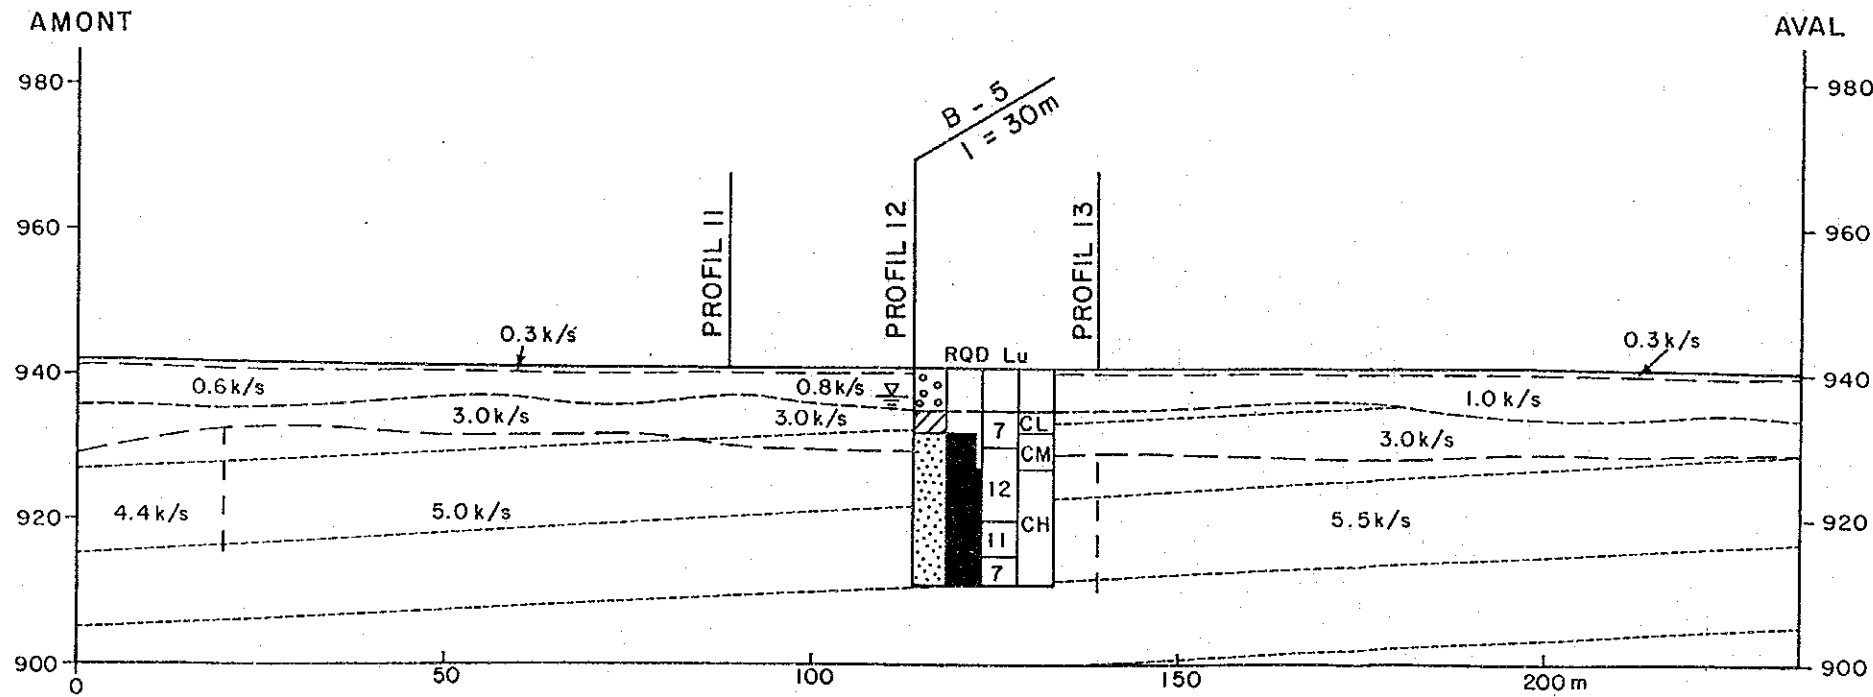 AMONT
AVAL
980
980
B - 5
l = 30m
960
960
PROFIL 11
PROFIL 12
PROFIL 13
0.3 k/s
RQD Lu
0.3 k/s
940
940
0.6 k/s
0.8 k/s
1.0 k/s
3.0 k/s
3.0 k/s
7
CL
3.0 k/s
CM
4.4 k/s
5.0 k/s
12
5.5 k/s
920
920
CH
11
7
900
900
0
50
100
150
200 m